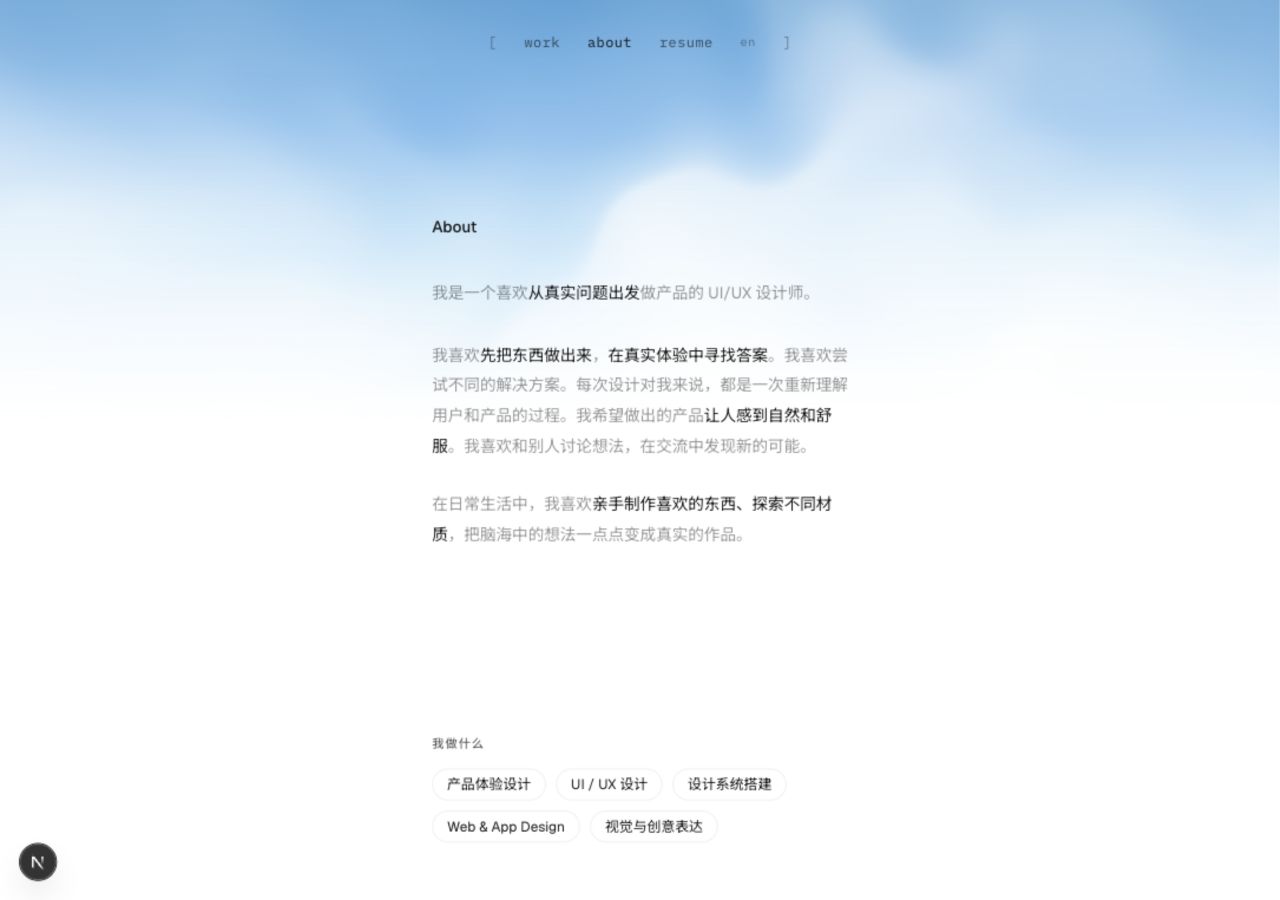 [ work about resume en ]
About
我是一个喜欢从真实问题出发做产品的 UI/UX 设计师。
我喜欢先把东西做出来，在真实体验中寻找答案。我喜欢尝
试不同的解决方案。每次设计对我来说，都是一次重新理解
用户和产品的过程。我希望做出的产品让人感到自然和舒
服。我喜欢和别人讨论想法，在交流中发现新的可能。
在日常生活中，我喜欢亲手制作喜欢的东西、探索不同材
质，把脑海中的想法一点点变成真实的作品。
我做什么
产品体验设计 UI / UX 设计 设计系统搭建
Web & App Design 视觉与创意表达
N